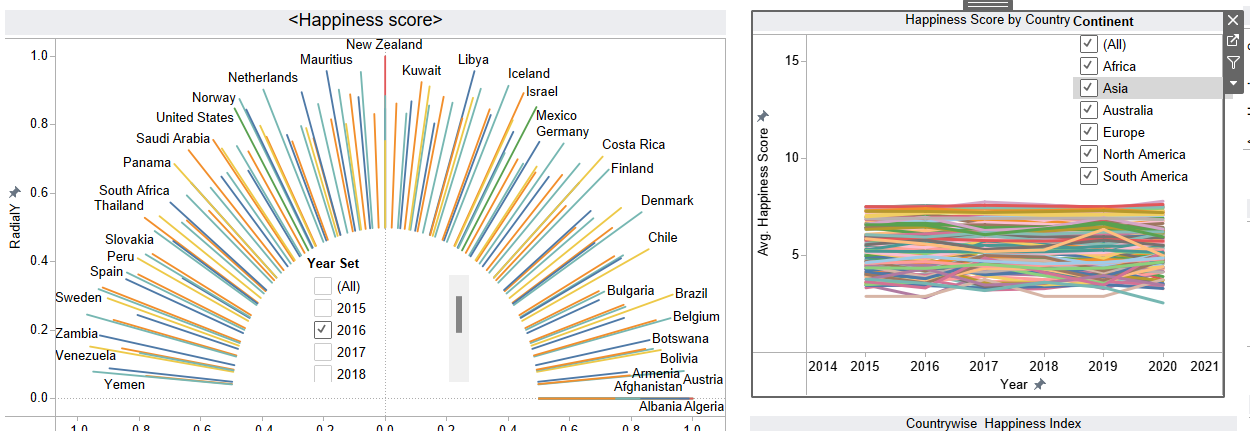 <Happiness score>
1.0
0.8
0.6
0.4
0.2
0.0
RadialY
New Zealand
Mauritius
Libya
Kuwait
Netherlands
Iceland
Norway
Israel
United States
Mexico
Saudi Arabia
Germany
Panama
Costa Rica
Finland
South Africa
Thailand
Denmark
Slovakia
Peru
Chile
Spain
Sweden
Bulgaria
Brazil
Zambia
Belgium
Venezuela
Botswana
Bolivia
Yemen
Armenia
Austria
Afghanistan
Albania
Algeria
Year Set
(All)
2015
2016
2017
2018
1.0 0.8 0.6 0.4 0.2 0.0 0.2 0.4 0.6 0.8 1.0
Happiness Score by Country
Continent
(All)
Africa
Asia
Australia
Europe
North America
South America
15
10
5
Avg. Happiness Score
2014 2015 2016 2017 2018 2019 2020 2021
Year
Countrywise Happiness Index